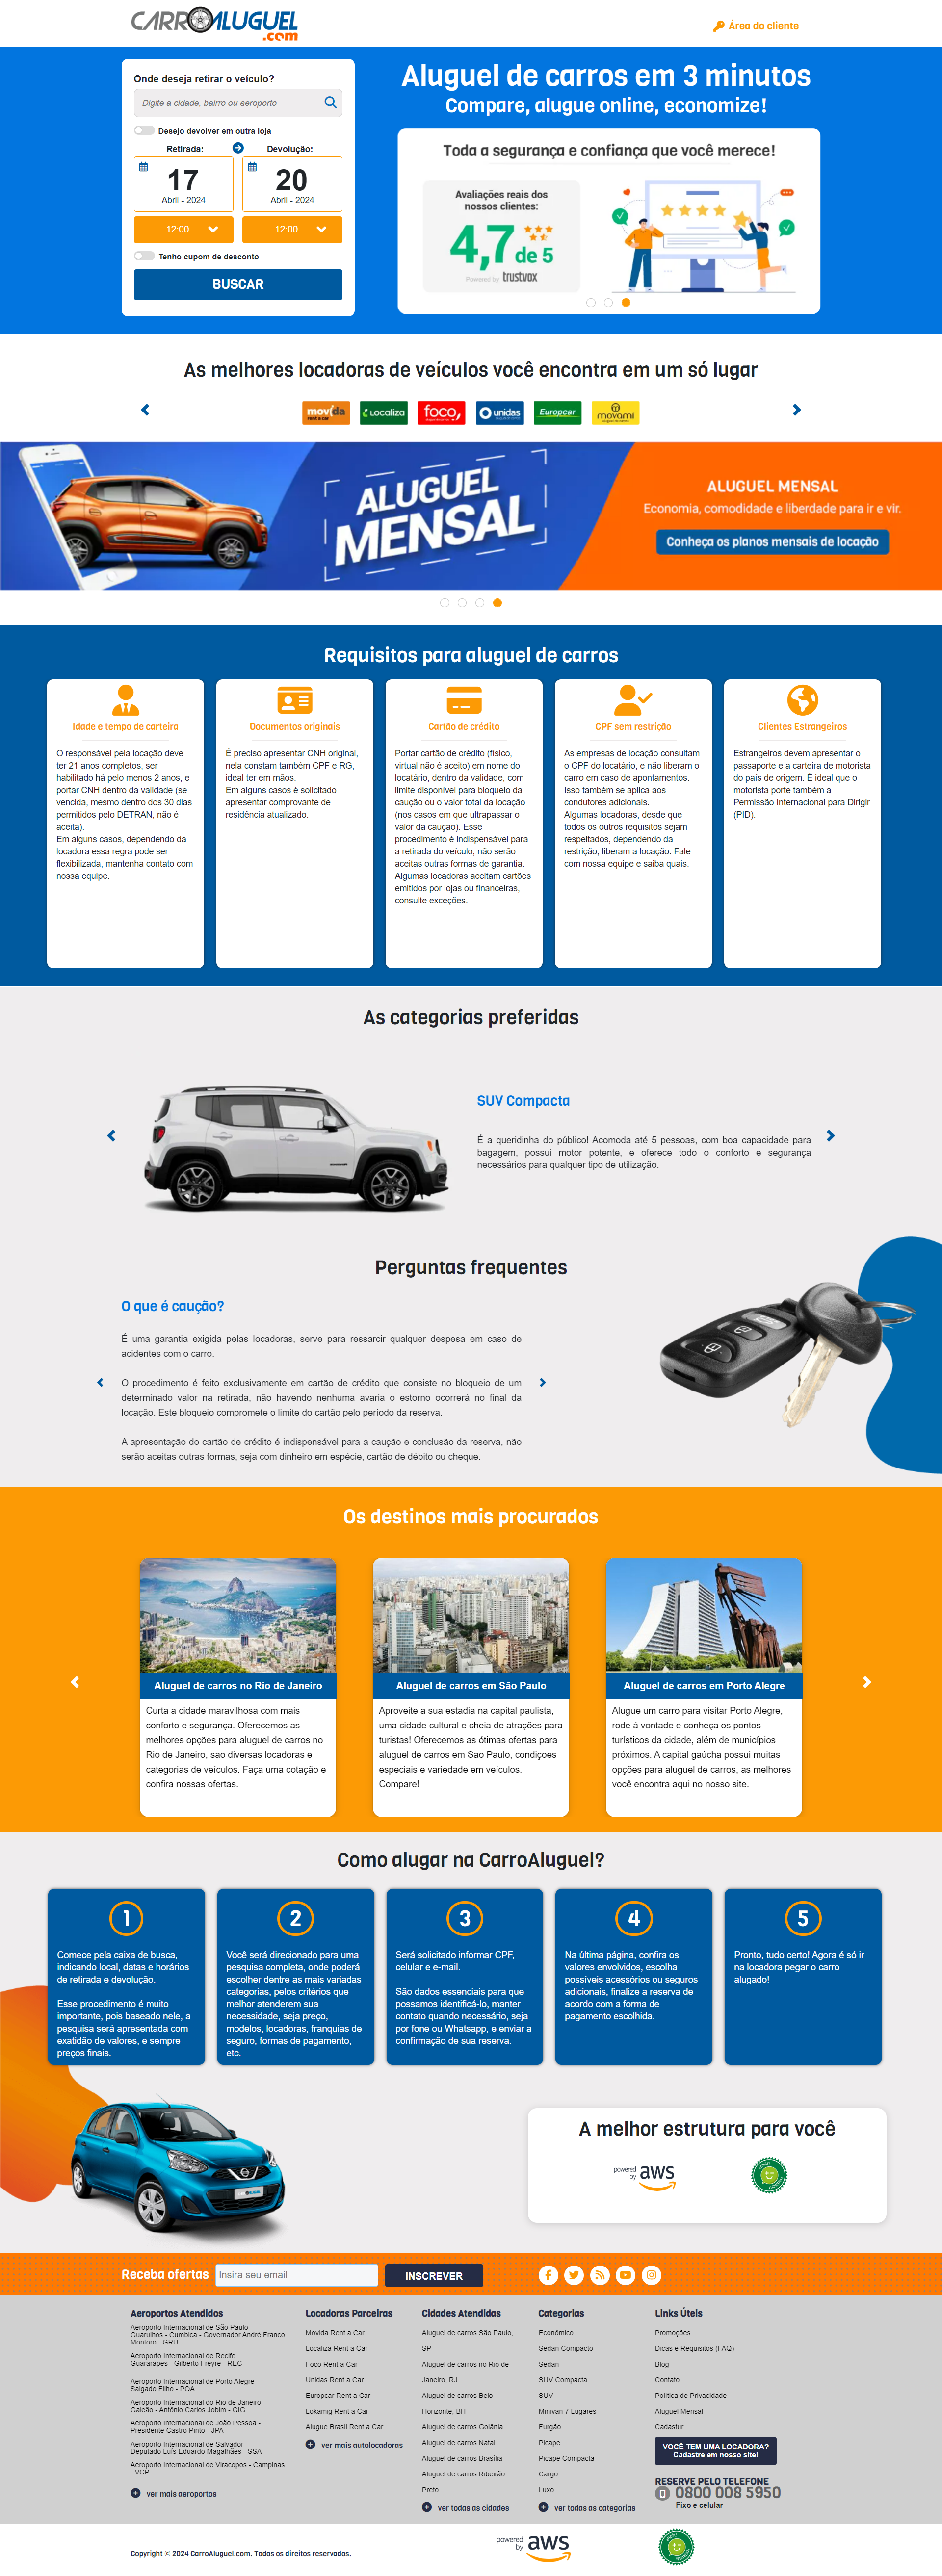 CARROALUGUEL
.com
Área do cliente
Onde deseja retirar o veículo?
Digite a cidade, bairro ou aeroporto
Desejo devolver em outra loja
Retirada:
Devolução:
17
Abril - 2024
20
Abril - 2024
12:00
12:00
Tenho cupom de desconto
BUSCAR
Aluguel de carros em 3 minutos
Compare, alugue online, economize!
Toda a segurança e confiança que você merece!
Avaliações reais dos
nossos clientes:
4,7 de 5
Powered by trustvox
As melhores locadoras de veículos você encontra em um só lugar
movida
rent a car
Localiza
foco
unidas
Europcar
movami
ALUGUEL
MENSAL
ALUGUEL MENSAL
Economia, comodidade e liberdade para ir e vir.
Conheça os planos mensais de locação
Requisitos para aluguel de carros
Idade e tempo de carteira
O responsável pela locação deve
ter 21 anos completos, ser
habilitado há pelo menos 2 anos, e
portar CNH dentro da validade (se
vencida, mesmo dentro dos 30 dias
permitidos pelo DETRAN, não é
aceita).
Em alguns casos, dependendo da
locadora essa regra pode ser
flexibilizada, mantenha contato com
nossa equipe.
Documentos originais
É preciso apresentar CNH original,
nela constam também CPF e RG,
ideal ter em mãos.
Em alguns casos é solicitado
apresentar comprovante de
residência atualizado.
Cartão de crédito
Portar cartão de crédito (físico,
virtual não é aceito) em nome do
locatário, dentro da validade, com
limite disponível para bloqueio da
caução ou o valor total da locação
(nos casos em que ultrapassar o
valor da caução). Esse
procedimento é indispensável para
a retirada do veículo, não serão
aceitas outras formas de garantia.
Algumas locadoras aceitam cartões
emitidos por lojas ou financeiras,
consulte exceções.
CPF sem restrição
As empresas de locação consultam
o CPF do locatário, e não liberam o
carro em caso de apontamentos.
Isso também se aplica aos
condutores adicionais.
Algumas locadoras, desde que
todos os outros requisitos sejam
respeitados, dependendo da
restrição, liberam a locação. Fale
com nossa equipe e saiba quais.
Clientes Estrangeiros
Estrangeiros devem apresentar o
passaporte e a carteira de motorista
do país de origem. É ideal que o
motorista porte também a
Permissão Internacional para Dirigir
(PID).
As categorias preferidas
SUV Compacta
É a queridinha do público! Acomoda até 5 pessoas, com boa capacidade para
bagagem, possui motor potente, e oferece todo o conforto e segurança
necessários para qualquer tipo de utilização.
Perguntas frequentes
O que é caução?
É uma garantia exigida pelas locadoras, serve para ressarcir qualquer despesa em caso de
acidentes com o carro.
O procedimento é feito exclusivamente em cartão de crédito que consiste no bloqueio de um
determinado valor na retirada, não havendo nenhuma avaria o estorno ocorrerá no final da
locação. Este bloqueio compromete o limite do cartão pelo período da reserva.
A apresentação do cartão de crédito é indispensável para a caução e conclusão da reserva, não
serão aceitas outras formas, seja com dinheiro em espécie, cartão de débito ou cheque.
Os destinos mais procurados
Aluguel de carros no Rio de Janeiro
Curta a cidade maravilhosa com mais
conforto e segurança. Oferecemos as
melhores opções para aluguel de carros no
Rio de Janeiro, são diversas locadoras e
categorias de veículos. Faça uma cotação e
confira nossas ofertas.
Aluguel de carros em São Paulo
Aproveite a sua estadia na capital paulista,
uma cidade cultural e cheia de atrações para
turistas! Oferecemos as ótimas ofertas para
aluguel de carros em São Paulo, condições
especiais e variedade em veículos.
Compare!
Aluguel de carros em Porto Alegre
Alugue um carro para visitar Porto Alegre,
rode à vontade e conheça os pontos
turísticos da cidade, além de municípios
próximos. A capital gaúcha possui muitas
opções para aluguel de carros, as melhores
você encontra aqui no nosso site.
Como alugar na CarroAluguel?
1
Comece pela caixa de busca,
indicando local, datas e horários
de retirada e devolução.
Esse procedimento é muito
importante, pois baseado nele, a
pesquisa será apresentada com
exatidão de valores, e sempre
preços finais.
2
Você será direcionado para uma
pesquisa completa, onde poderá
escolher dentre as mais variadas
categorias, pelos critérios que
melhor atenderem sua
necessidade, seja preço,
modelos, locadoras, franquias de
seguro, formas de pagamento,
etc.
3
Será solicitado informar CPF,
celular e e-mail.
São dados essenciais para que
possamos identificá-lo, manter
contato quando necessário, seja
por fone ou Whatsapp, e enviar a
confirmação de sua reserva.
4
Na última página, confira os
valores envolvidos, escolha
possíveis acessórios ou seguros
adicionais, finalize a reserva de
acordo com a forma de
pagamento escolhida.
5
Pronto, tudo certo! Agora é só ir
na locadora pegar o carro
alugado!
A melhor estrutura para você
powered
by aws
Receba ofertas
Insira seu email
INSCREVER
Aeroportos Atendidos
Aeroporto Internacional de São Paulo
Guarulhos - Cumbica - Governador André Franco
Montoro - GRU
Aeroporto Internacional de Recife
Guararapes - Gilberto Freyre - REC
Aeroporto Internacional de Porto Alegre
Salgado Filho - POA
Aeroporto Internacional do Rio de Janeiro
Galeão - Antônio Carlos Jobim - GIG
Aeroporto Internacional de João Pessoa -
Presidente Castro Pinto - JPA
Aeroporto Internacional de Salvador
Deputado Luís Eduardo Magalhães - SSA
Aeroporto Internacional de Viracopos - Campinas
- VCP
ver mais aeroportos
Locadoras Parceiras
Movida Rent a Car
Localiza Rent a Car
Foco Rent a Car
Unidas Rent a Car
Europcar Rent a Car
Lokamig Rent a Car
Alugue Brasil Rent a Car
ver mais autolocadoras
Cidades Atendidas
Aluguel de carros São Paulo,
SP
Aluguel de carros no Rio de
Janeiro, RJ
Aluguel de carros Belo
Horizonte, BH
Aluguel de carros Goiânia
Aluguel de carros Natal
Aluguel de carros Brasília
Aluguel de carros Ribeirão
Preto
ver todas as cidades
Categorias
Econômico
Sedan Compacto
Sedan
SUV Compacta
SUV
Minivan 7 Lugares
Furgão
Picape
Picape Compacta
Cargo
Luxo
ver todas as categorias
Links Úteis
Promoções
Dicas e Requisitos (FAQ)
Blog
Contato
Política de Privacidade
Aluguel Mensal
Cadastur
VOCÊ TEM UMA LOCADORA?
Cadastre em nosso site!
RESERVE PELO TELEFONE
0800 008 5950
Fixo e celular
Copyright © 2024 CarroAluguel.com. Todos os direitos reservados.
powered
by aws